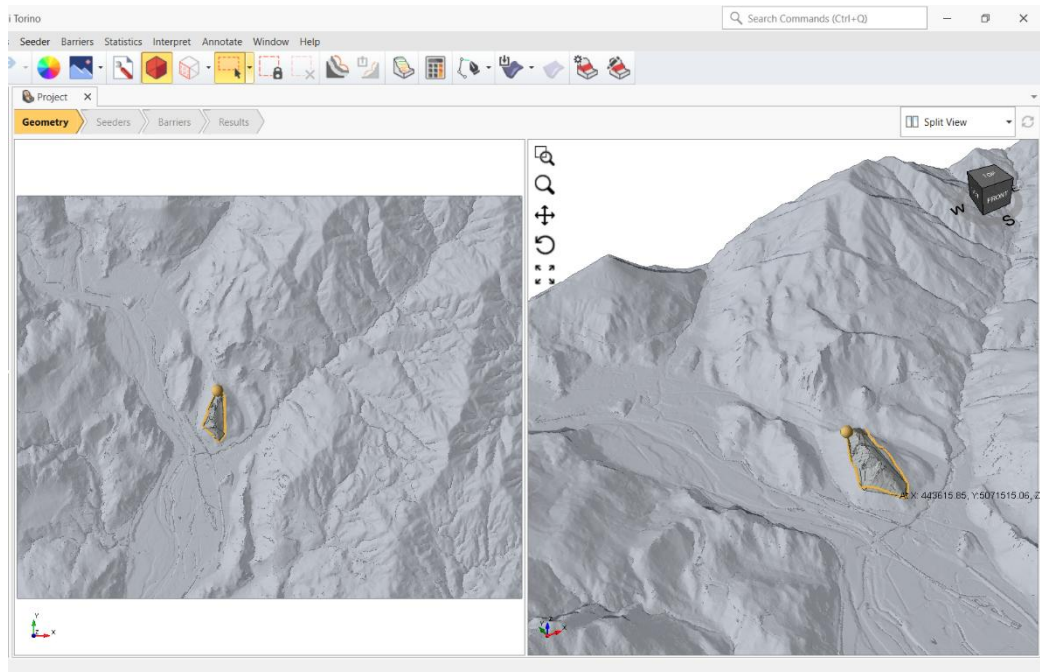 i Torino
Search Commands (Ctrl+Q)
Seeder Barriers Statistics Interpret Annotate Window Help
Project
Geometry Seeders Barriers Results
Split View
TOP
FRONT
W
S
X: 443615.85, Y:5071515.06, Z
Y
Z
X
Y
Z
X